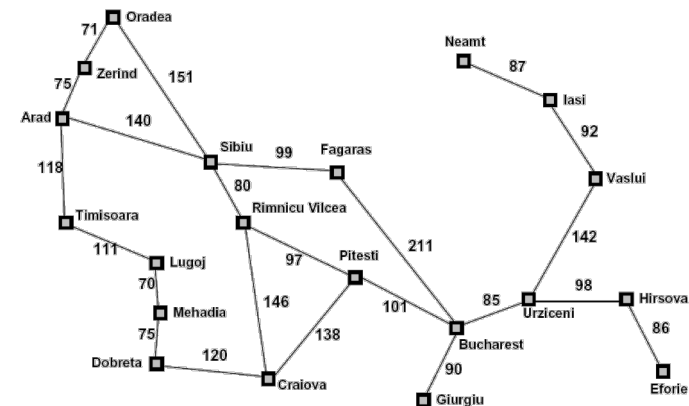 Oradea
71
Neamt
87
Zerind
151
75
Iasi
Arad
140
92
Sibiu
99
Fagaras
118
80
Vaslui
Timisoara
Rimnicu Vilcea
111
97
Pitesti
211
142
Lugoj
70
146
101
85
98
Hirsova
Mehadia
Urziceni
75
138
86
Bucharest
Dobreta
120
90
Craiova
Eforie
Giurgiu